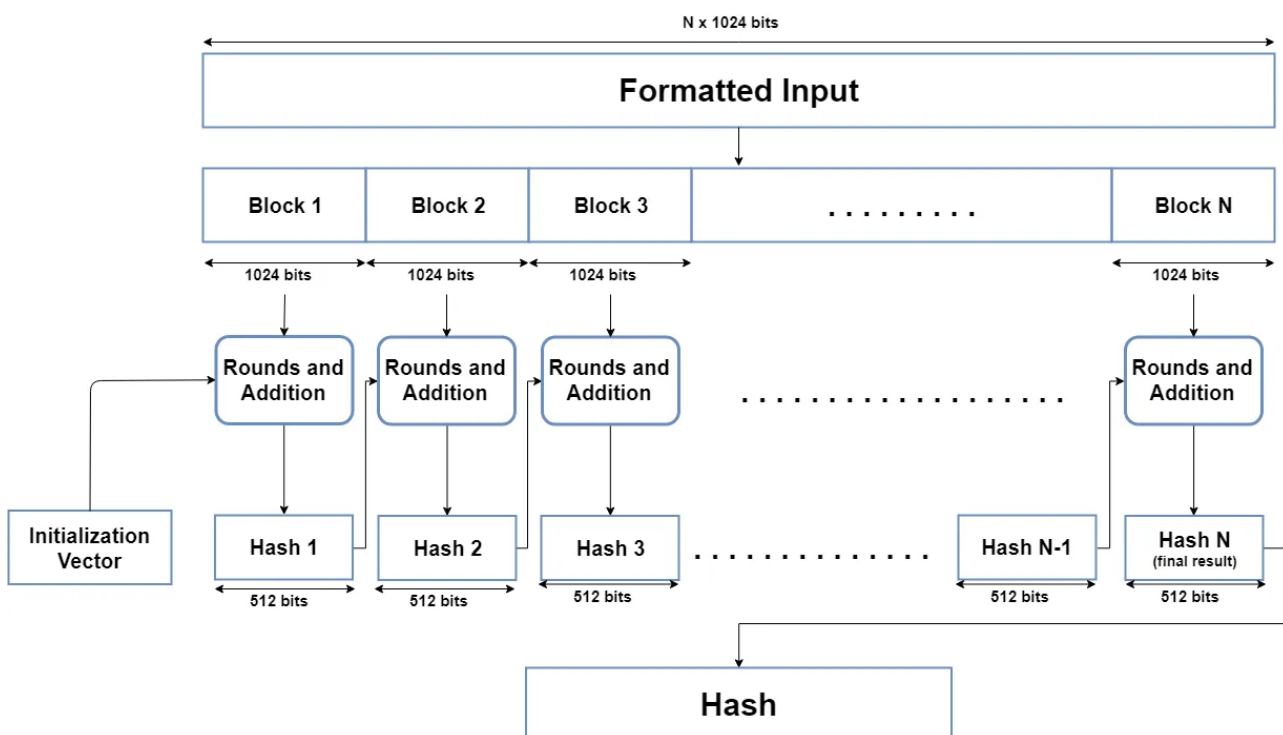 N x 1024 bits
Formatted Input
Block 1
Block 2
Block 3
. . . . . . . . .
Block N
1024 bits
1024 bits
1024 bits
1024 bits
Rounds and
Addition
Rounds and
Addition
Rounds and
Addition
. . . . . . . . . . . . . . . . . . .
Rounds and
Addition
Initialization
Vector
Hash 1
Hash 2
Hash 3
. . . . . . . . . . . . . .
Hash N-1
Hash N
(final result)
512 bits
512 bits
512 bits
512 bits
512 bits
Hash